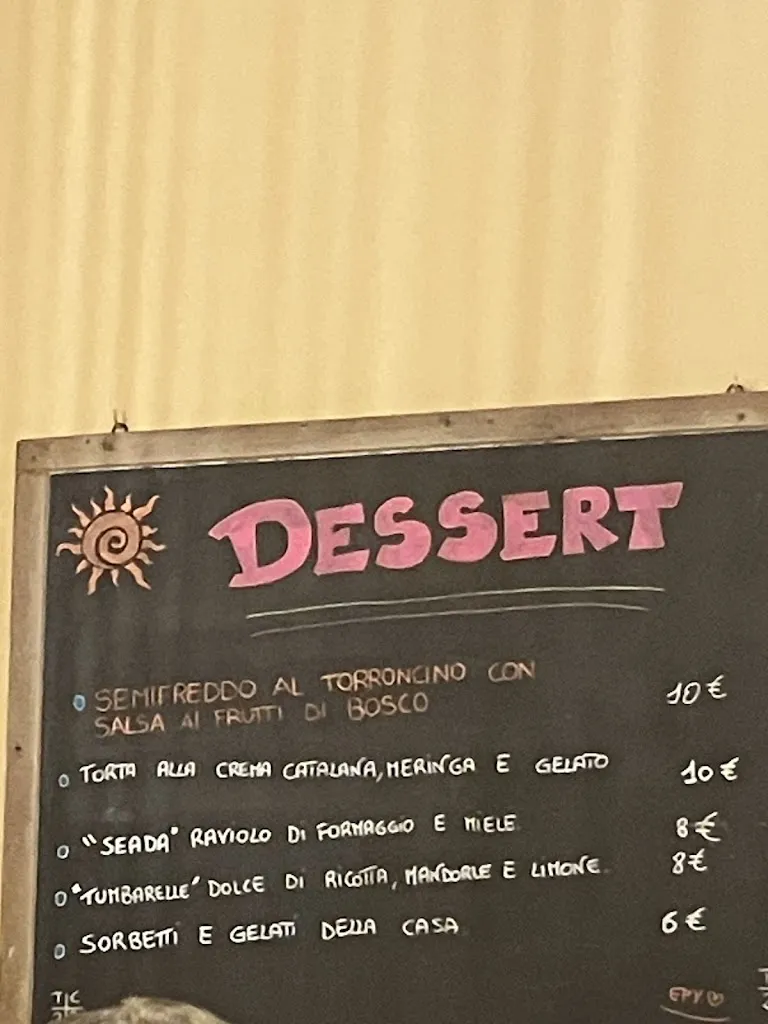 DESSERT
SEMIFREDDO AL TORRONCINO CON
SALSA AI FRUTTI DI BOSCO 10€
TORTA ALLA CREMA CATALANA, MERINGA E GELATO 10€
"SEADA" RAVIOLO DI FORMAGGIO E MIELE 8€
"TUMBARELLE" DOLCE DI RICOTTA, MANDORLE E LIMONE 8€
SORBETTI E GELATI DELLA CASA 6€
T C
EPY